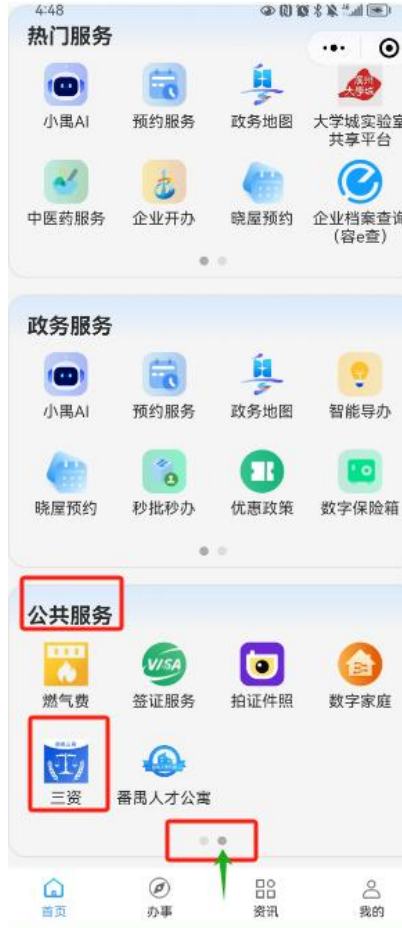 4:48
热门服务
小禺AI 预约服务 政务地图 大学城实验室
共享平台
中医药服务 企业开办 晓屋预约 企业档案查询
(容e查)
政务服务
小禺AI 预约服务 政务地图 智能导办
晓屋预约 秒批秒办 优惠政策 数字保险箱
公共服务
VISA
燃气费 签证服务 拍证件照 数字家庭
三资 番禺人才公寓
首页 办事 资讯 我的